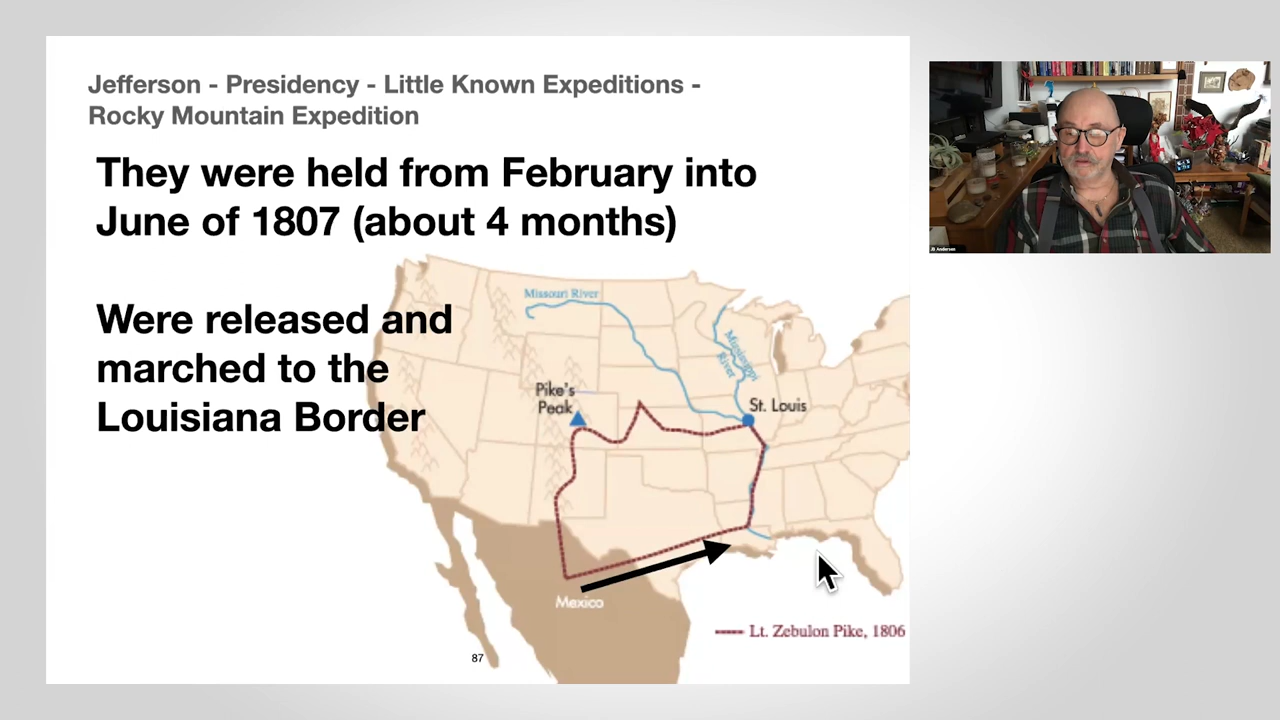 Jefferson - Presidency - Little Known Expeditions -
Rocky Mountain Expedition
They were held from February into
June of 1807 (about 4 months)
Were released and
marched to the
Louisiana Border
Missouri River
Mississippi
River
Pike's
Peak
St. Louis
Mexico
Lt. Zebulon Pike, 1806
87
JB Andersen